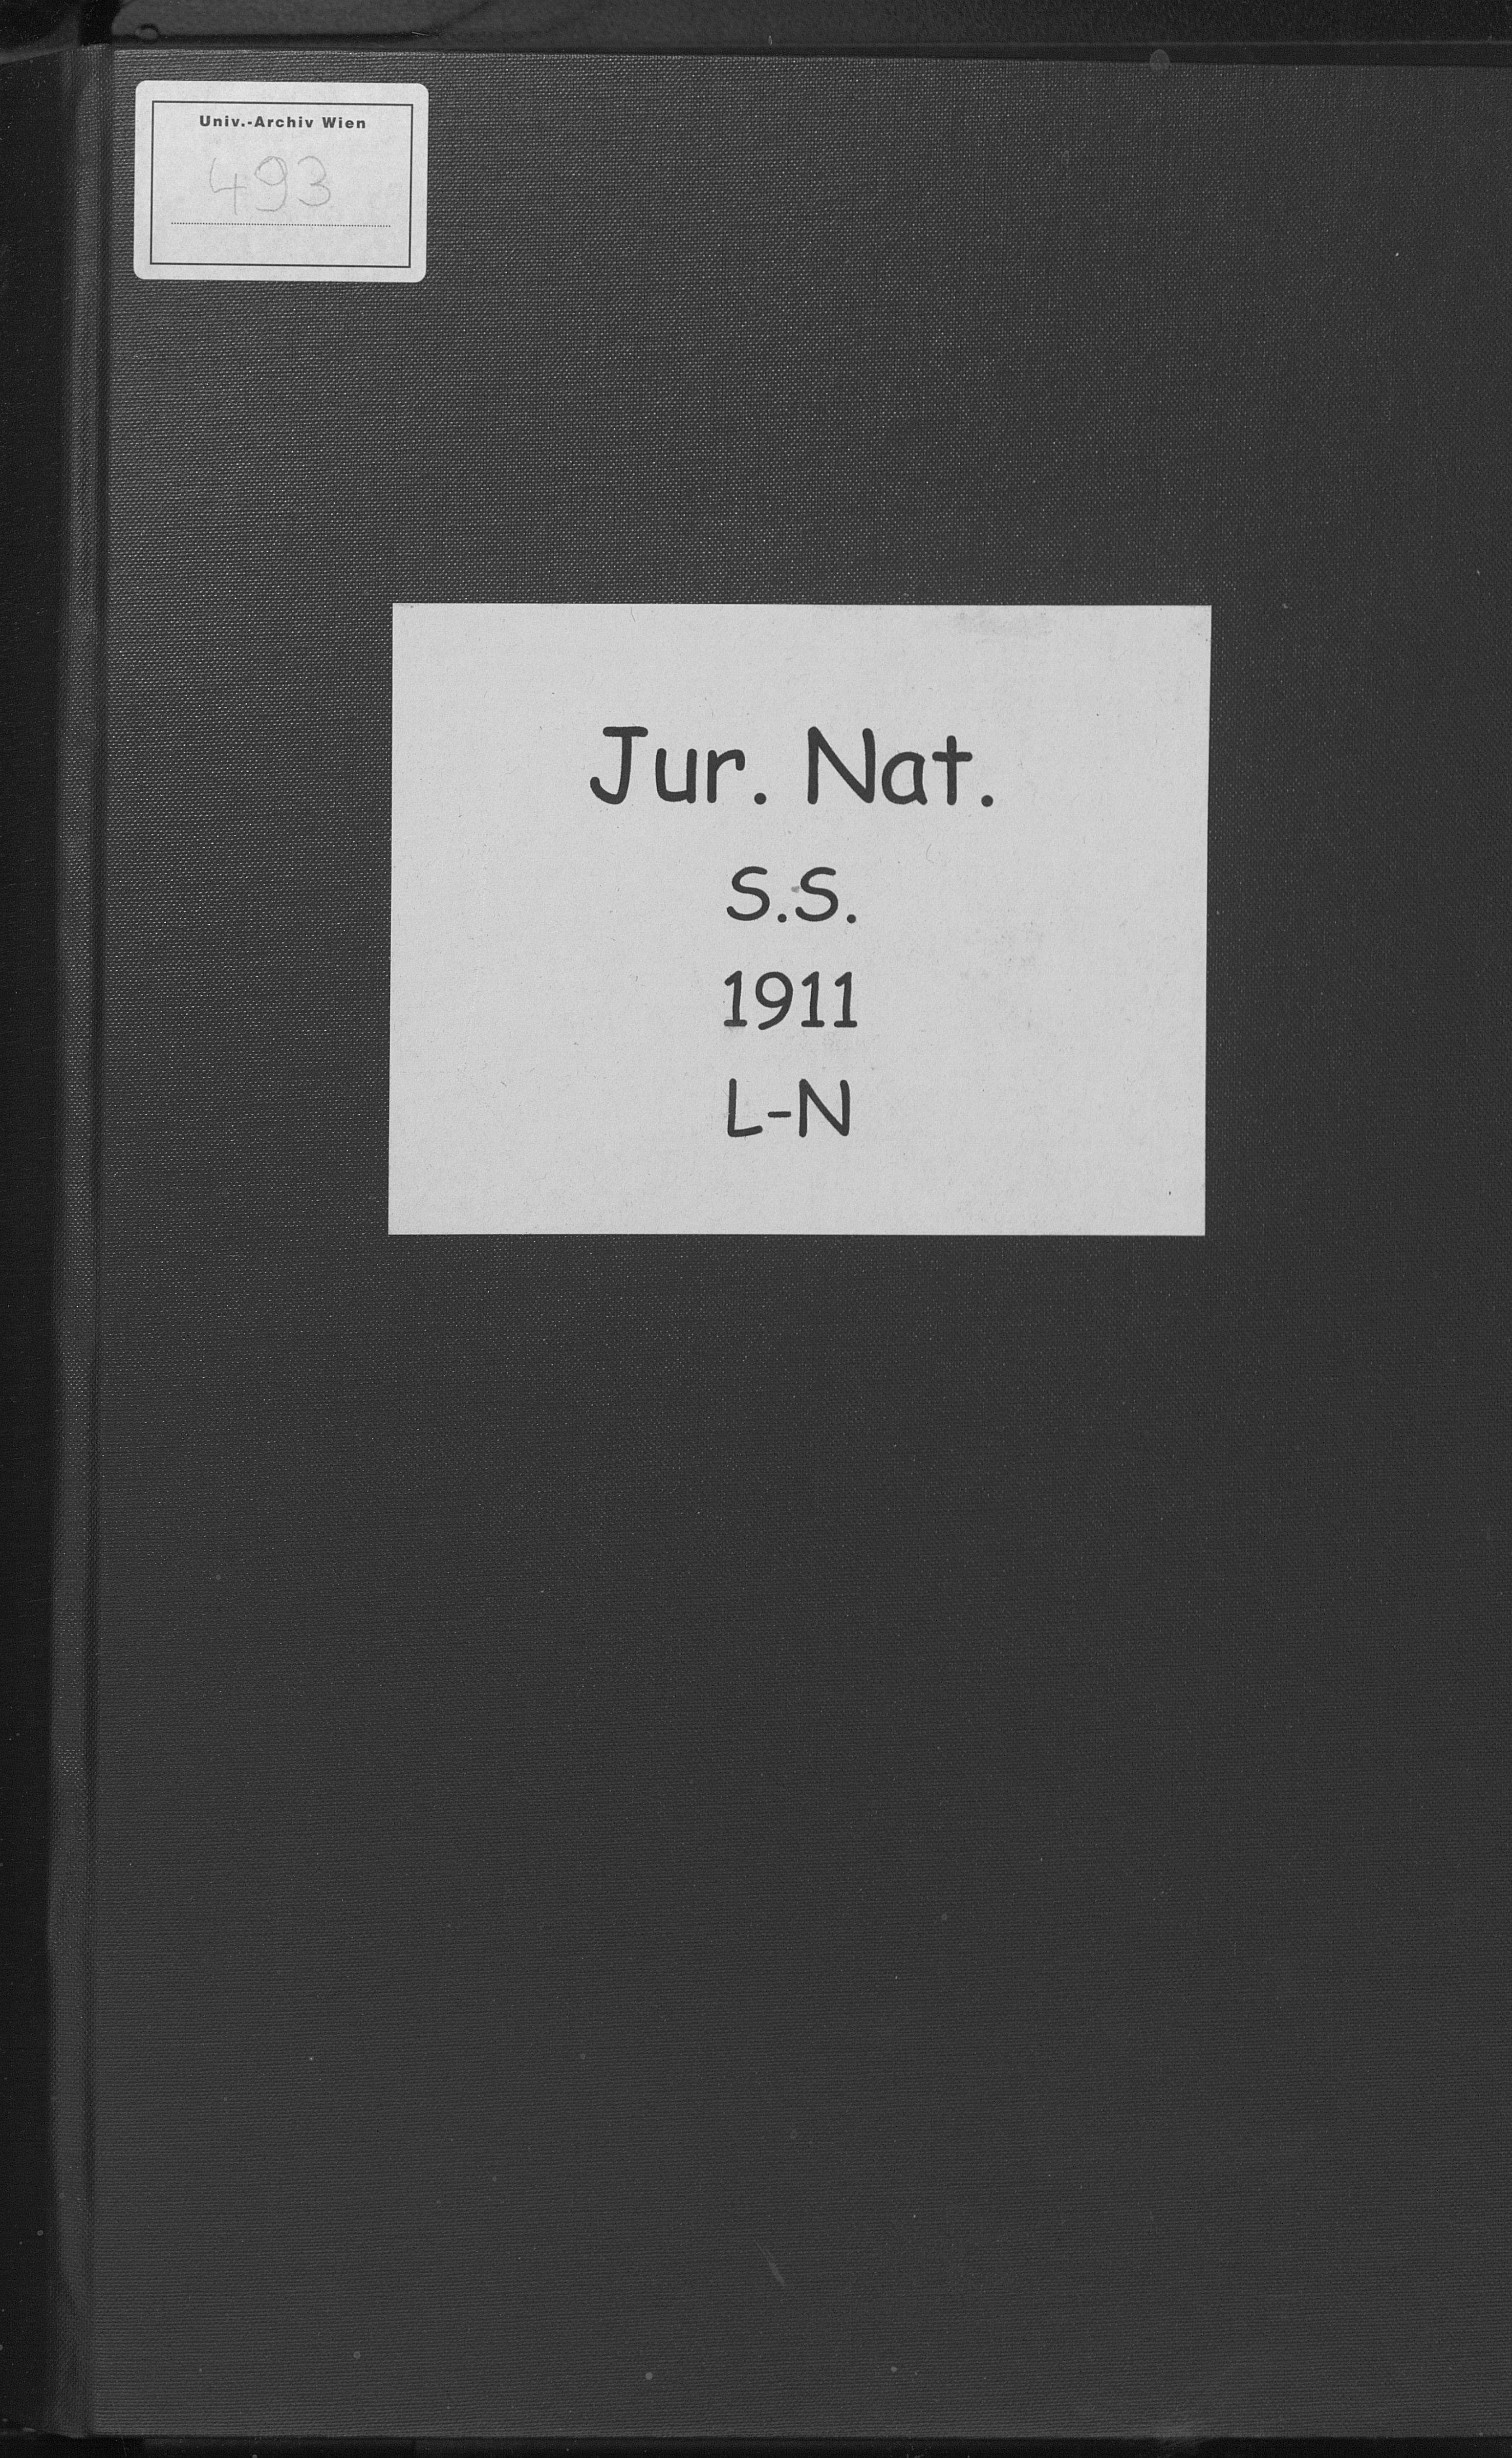 Univ.-Archiv Wien
493
Jur. Nat.
S.S.
1911
L-N